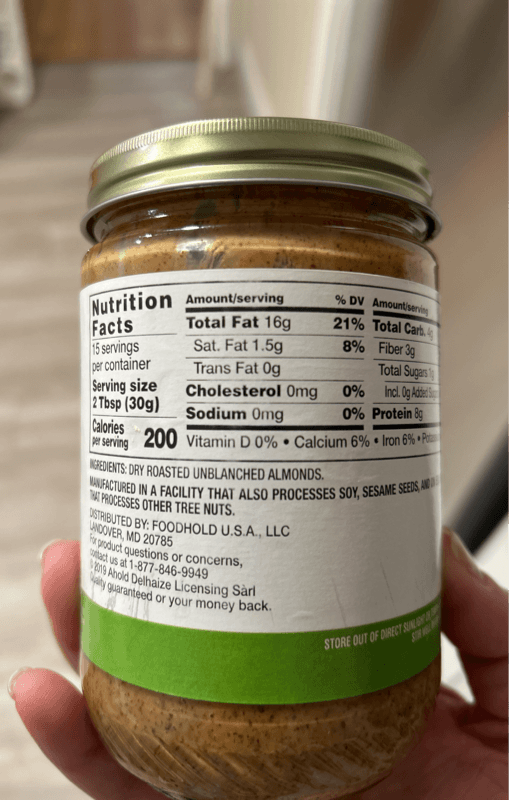 Nutrition
Facts
15 servings
per container
Serving size
2 Tbsp (30g)
Calories
per serving 200
Amount/serving % DV
Total Fat 16g 21%
Sat. Fat 1.5g 8%
Trans Fat 0g
Cholesterol 0mg 0%
Sodium 0mg 0%
Amount/serving
Total Carb.
Fiber 3g
Total Sugars
Incl. 0g Added
Protein 8g
Vitamin D 0% • Calcium 6% • Iron 6% •
INGREDIENTS: DRY ROASTED UNBLANCHED ALMONDS.
MANUFACTURED IN A FACILITY THAT ALSO PROCESSES SOY, SESAME SEEDS, AND
THAT PROCESSES OTHER TREE NUTS.
DISTRIBUTED BY: FOODHOLD U.S.A., LLC
LANDOVER, MD 20785
For product questions or concerns,
contact us at 1-877-846-9949
© 2019 Ahold Delhaize Licensing Sàrl
Quality guaranteed or your money back.
STORE OUT OF DIRECT SUNLIGHT